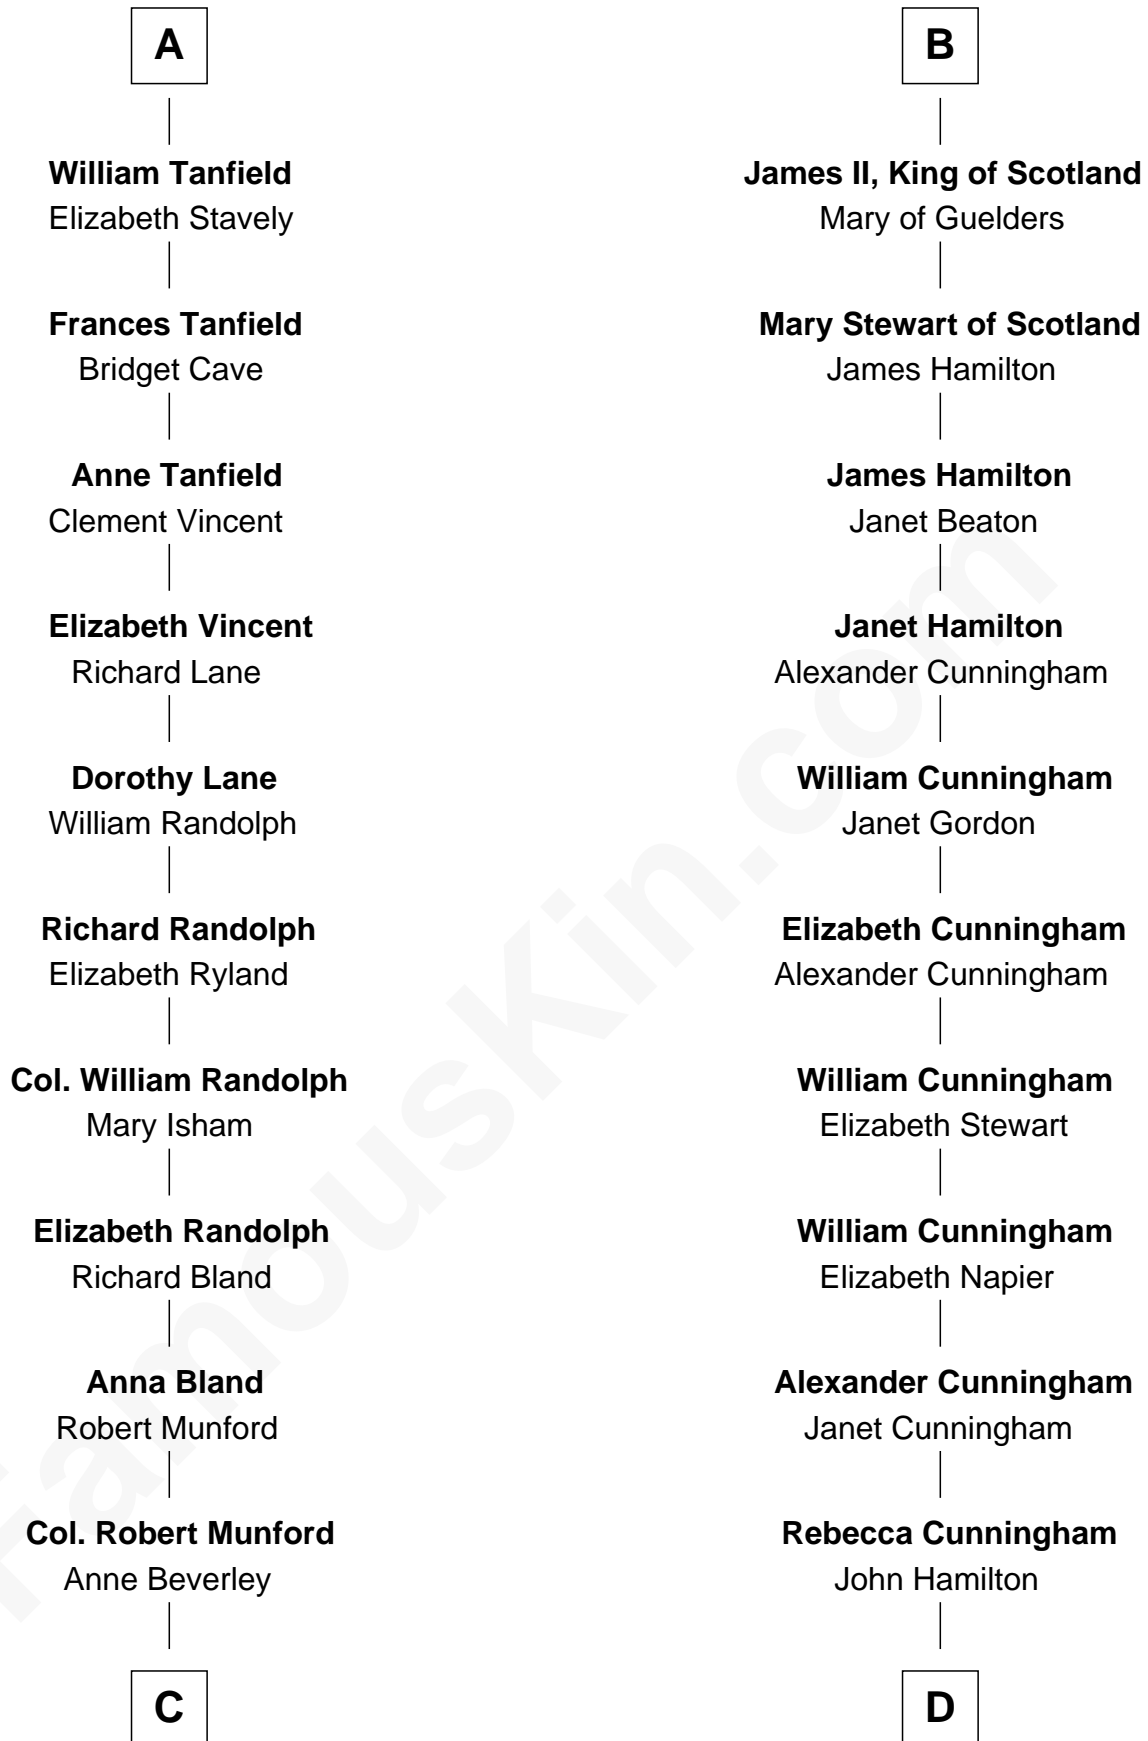 A
William Tanfield
Elizabeth Stavely
Frances Tanfield
Bridget Cave
Anne Tanfield
Clement Vincent
Elizabeth Vincent
Richard Lane
Dorothy Lane
William Randolph
Richard Randolph
Elizabeth Ryland
Col. William Randolph
Mary Isham
Elizabeth Randolph
Richard Bland
Anna Bland
Robert Munford
Col. Robert Munford
Anne Beverley
C
B
James II, King of Scotland
Mary of Guelders
Mary Stewart of Scotland
James Hamilton
James Hamilton
Janet Beaton
Janet Hamilton
Alexander Cunningham
William Cunningham
Janet Gordon
Elizabeth Cunningham
Alexander Cunningham
William Cunningham
Elizabeth Stewart
William Cunningham
Elizabeth Napier
Alexander Cunningham
Janet Cunningham
Rebecca Cunningham
John Hamilton
D
FamousKin.com